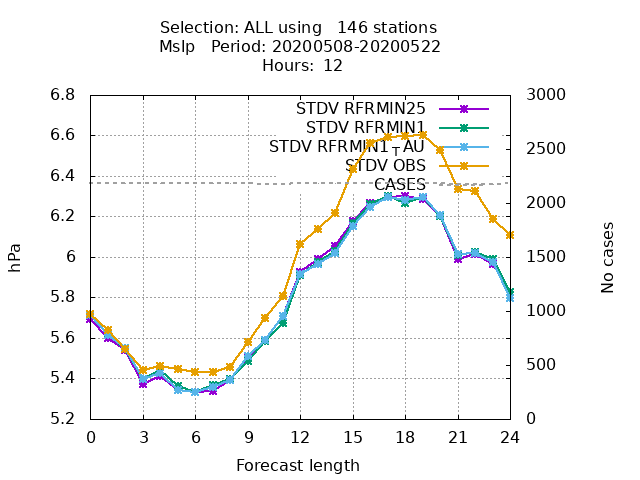 Selection: ALL using   146 stations
Mslp   Period: 20200508-20200522
Hours:  12
hPa
No cases
6.8
6.6
6.4
6.2
6
5.8
5.6
5.4
5.2
3000
2500
2000
1500
1000
500
0
STDV RFRMIN25
STDV RFRMIN1
STDV RFRMIN1_TAU
STDV OBS
CASES
0 3 6 9 12 15 18 21 24
Forecast length